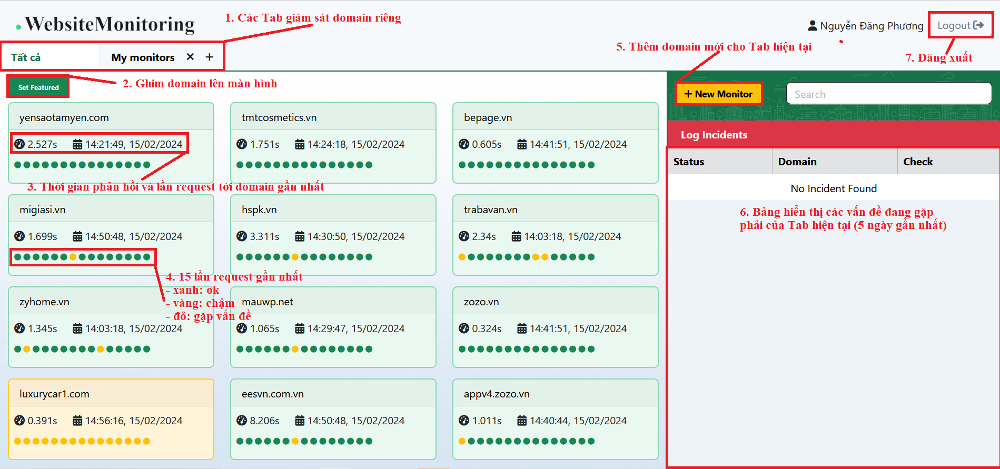 WebsiteMonitoring
1. Các Tab giám sát domain riêng
Nguyễn Đăng Phương
Logout
Tất cả
My monitors
5. Thêm domain mới cho Tab hiện tại
7. Đăng xuất
Set Featured
2. Ghim domain lên màn hình
New Monitor
Search
yensaotamyen.com
2.527s 14:21:49, 15/02/2024
tmtcosmetics.vn
1.751s 14:24:18, 15/02/2024
bepage.vn
0.605s 14:41:51, 15/02/2024
3. Thời gian phản hồi và lần request tới domain gần nhất
Log Incidents
Status Domain Check
No Incident Found
6. Bảng hiển thị các vấn đề đang gặp
phải của Tab hiện tại (5 ngày gần nhất)
migiasi.vn
1.699s 14:50:48, 15/02/2024
hspk.vn
3.311s 14:30:50, 15/02/2024
trabavan.vn
2.34s 14:03:18, 15/02/2024
4. 15 lần request gần nhất
- xanh: ok
- vàng: chậm
- đỏ: gặp vấn đề
zyhome.vn
1.345s 14:03:18, 15/02/2024
mauwp.net
1.065s 14:29:47, 15/02/2024
zozo.vn
0.324s 14:41:51, 15/02/2024
luxurycar1.com
0.391s 14:56:16, 15/02/2024
eesvn.com.vn
8.206s 14:50:48, 15/02/2024
appv4.zozo.vn
1.011s 14:40:44, 15/02/2024